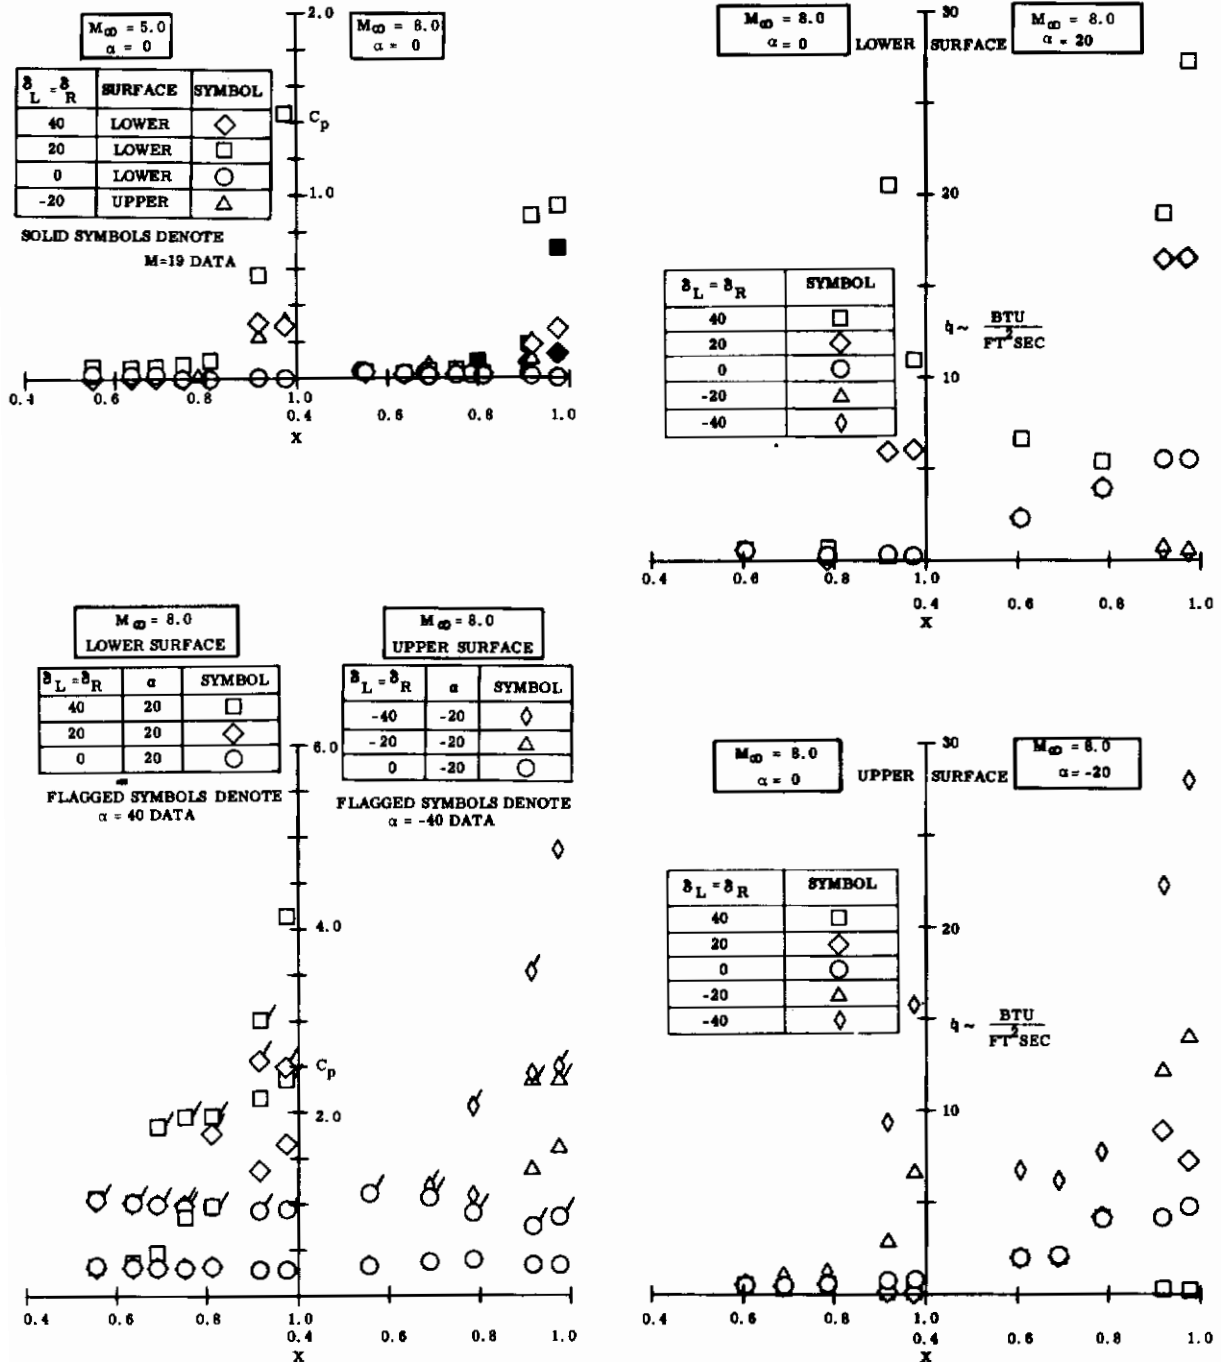 M∞ = 5.0
α = 0
M∞ = 8.0
α = 0
2.0
Cp
1.0
δL = δR SURFACE SYMBOL
40 LOWER
20 LOWER
0 LOWER
-20 UPPER
SOLID SYMBOLS DENOTE
M=19 DATA
0.4 0.6 0.8 1.0
0.4 0.6 0.8 1.0
X
M∞ = 8.0
α = 0
LOWER SURFACE
M∞ = 8.0
α = 20
30
20
10
δL = δR SYMBOL
40
20
0
-20
-40
q̇ ~ BTU
FT²SEC
0.4 0.6 0.8 1.0
0.4 0.6 0.8 1.0
X
M∞ = 8.0
LOWER SURFACE
δL = δR α SYMBOL
40 20
20 20
0 20
FLAGGED SYMBOLS DENOTE
α = 40 DATA
M∞ = 8.0
UPPER SURFACE
δL = δR α SYMBOL
-40 -20
-20 -20
0 -20
FLAGGED SYMBOLS DENOTE
α = -40 DATA
6.0
4.0
Cp
2.0
0.4 0.6 0.8 1.0
0.4 0.6 0.8 1.0
X
M∞ = 8.0
α = 0
UPPER SURFACE
M∞ = 8.0
α = -20
30
20
10
δL = δR SYMBOL
40
20
0
-20
-40
q̇ ~ BTU
FT²SEC
0.4 0.6 0.8 1.0
0.4 0.6 0.8 1.0
X